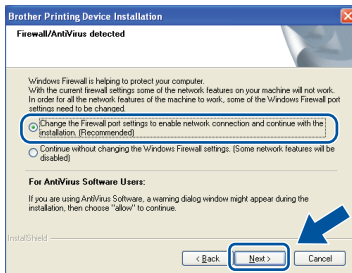 Brother Printing Device Installation
Firewall/AntiVirus detected
Windows Firewall is helping to protect your computer.
With the current firewall settings some of the network features on your machine will not work.
In order for all the network features of the machine to work, some of the Windows Firewall port
settings need to be changed.
Change the Firewall port settings to enable network connection and continue with the
installation. (Recommended)
Continue without changing the Windows Firewall settings. (Some network features will be
disabled)
For AntiVirus Software Users:
If you are using AntiVirus Software, a warning dialog window might appear during the
installation, then choose "allow" to continue.
InstallShield
< Back
Next >
Cancel